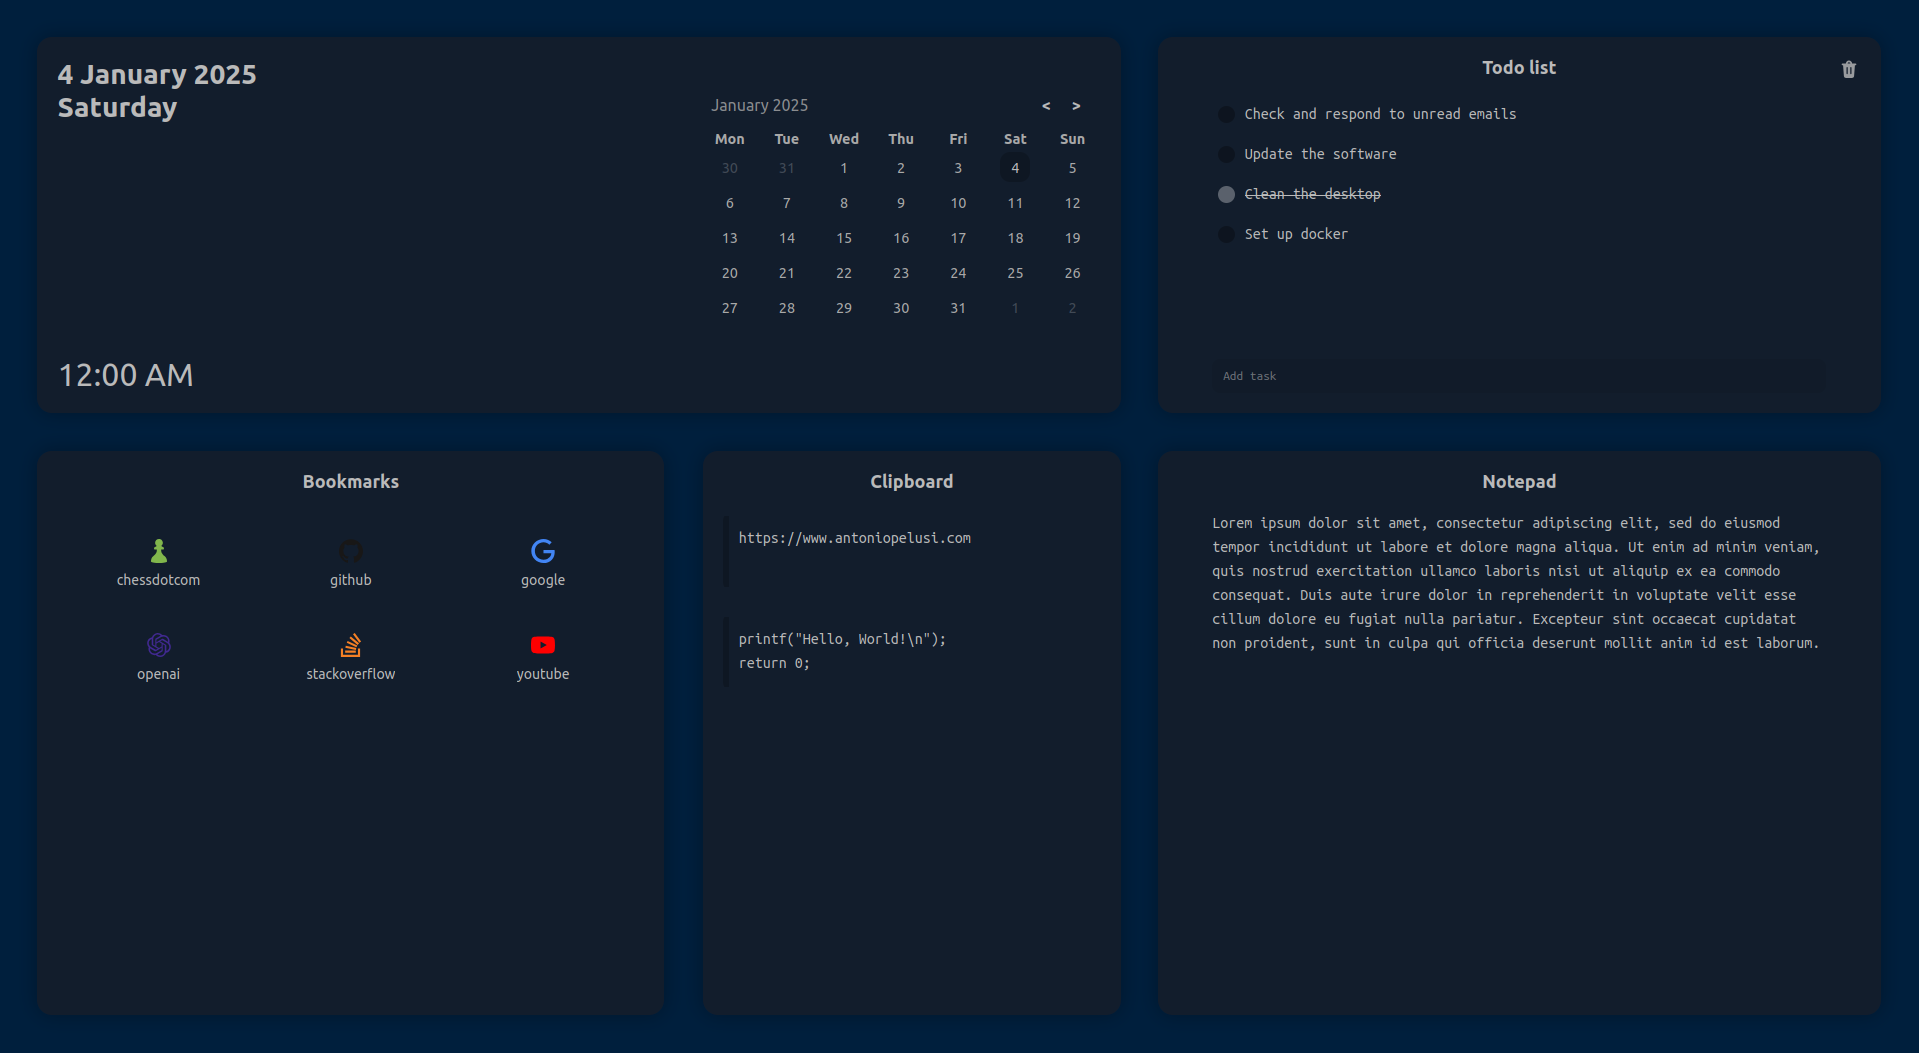 4 January 2025
Saturday
12:00 AM
January 2025 < >
Mon Tue Wed Thu Fri Sat Sun
30 31 1 2 3 4 5
6 7 8 9 10 11 12
13 14 15 16 17 18 19
20 21 22 23 24 25 26
27 28 29 30 31 1 2
Todo list
Check and respond to unread emails
Update the software
Clean the desktop
Set up docker
Add task
Bookmarks
chessdotcom github google
openai stackoverflow youtube
Clipboard
https://www.antoniopelusi.com
printf("Hello, World!\n");
return 0;
Notepad
Lorem ipsum dolor sit amet, consectetur adipiscing elit, sed do eiusmod
tempor incididunt ut labore et dolore magna aliqua. Ut enim ad minim veniam,
quis nostrud exercitation ullamco laboris nisi ut aliquip ex ea commodo
consequat. Duis aute irure dolor in reprehenderit in voluptate velit esse
cillum dolore eu fugiat nulla pariatur. Excepteur sint occaecat cupidatat
non proident, sunt in culpa qui officia deserunt mollit anim id est laborum.